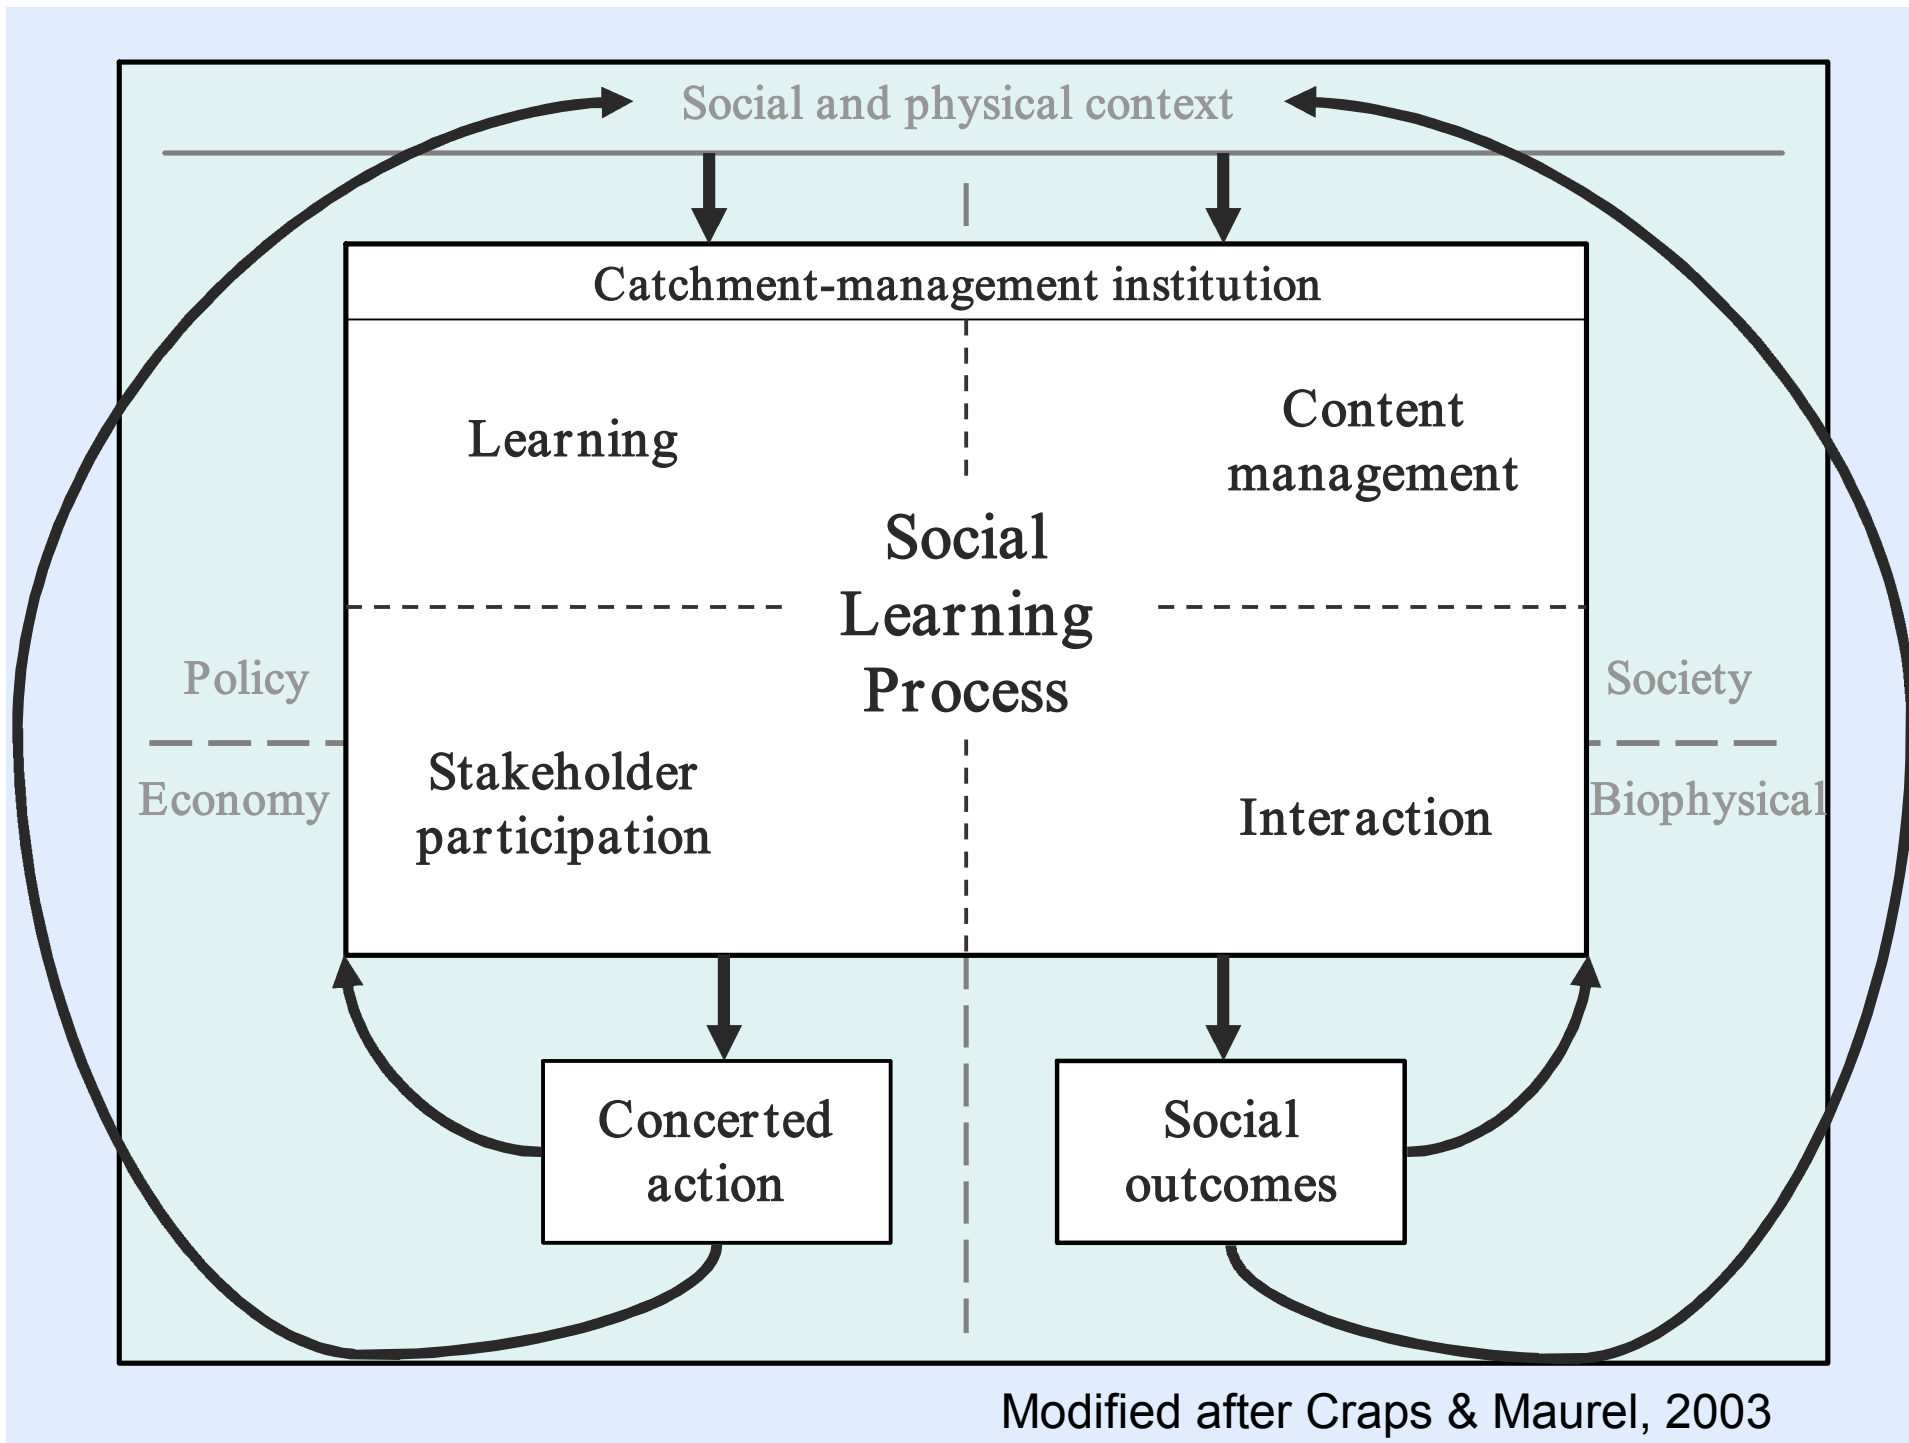 Social and physical context
Catchment-management institution
Learning
Content
management
Social
Learning
Process
Policy
Society
Economy
Biophysical
Stakeholder
participation
Interaction
Concerted
action
Social
outcomes
Modified after Craps & Maurel, 2003